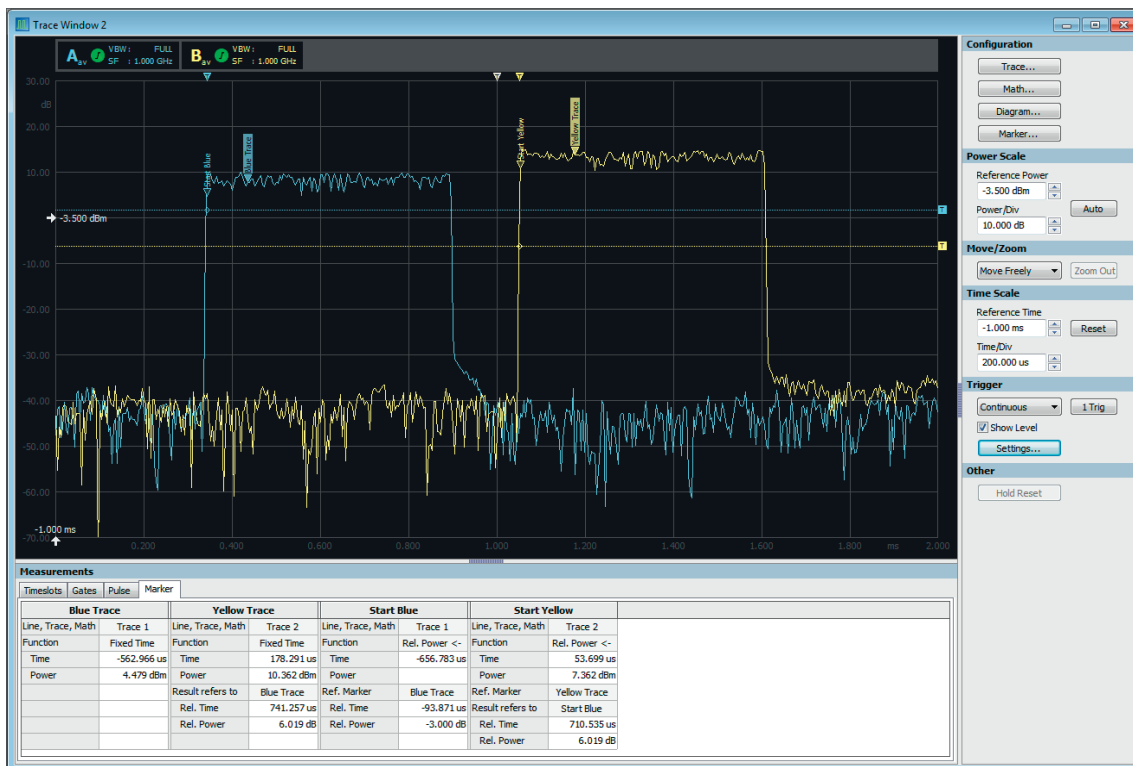 Trace Window 2
A av VBW : FULL
SF : 1.000 GHz
B av VBW : FULL
SF : 1.000 GHz
30.00
dB
20.00
10.00
-3.500 dBm
-10.00
-20.00
-30.00
-40.00
-50.00
-60.00
-70.00
-1.000 ms
0.200
0.400
0.600
0.800
1.000
1.200
1.400
1.600
1.800
ms
2.000
Start Blue
Blue Trace
Start Yellow
Yellow Trace
T
T
Configuration
Trace...
Math...
Diagram...
Marker...
Power Scale
Reference Power
-3.500 dBm
Power/Div
Auto
10.000 dB
Move/Zoom
Move Freely
Zoom Out
Time Scale
Reference Time
-1.000 ms
Reset
Time/Div
200.000 us
Trigger
Continuous
1 Trig
Show Level
Settings...
Other
Hold Reset
Measurements
Timeslots Gates Pulse Marker
Blue Trace Yellow Trace Start Blue Start Yellow
Line, Trace, Math Trace 1 Line, Trace, Math Trace 2 Line, Trace, Math Trace 1 Line, Trace, Math Trace 2
Function Fixed Time Function Fixed Time Function Rel. Power <- Function Rel. Power <-
Time -562.966 us Time 178.291 us Time -656.783 us Time 53.699 us
Power 4.479 dBm Power 10.362 dBm Power Power 7.362 dBm
Result refers to Blue Trace Ref. Marker Blue Trace Ref. Marker Yellow Trace
Rel. Time 741.257 us Rel. Time -93.871 us Result refers to Start Blue
Rel. Power 6.019 dB Rel. Power -3.000 dB Rel. Time 710.535 us
Rel. Power 6.019 dB